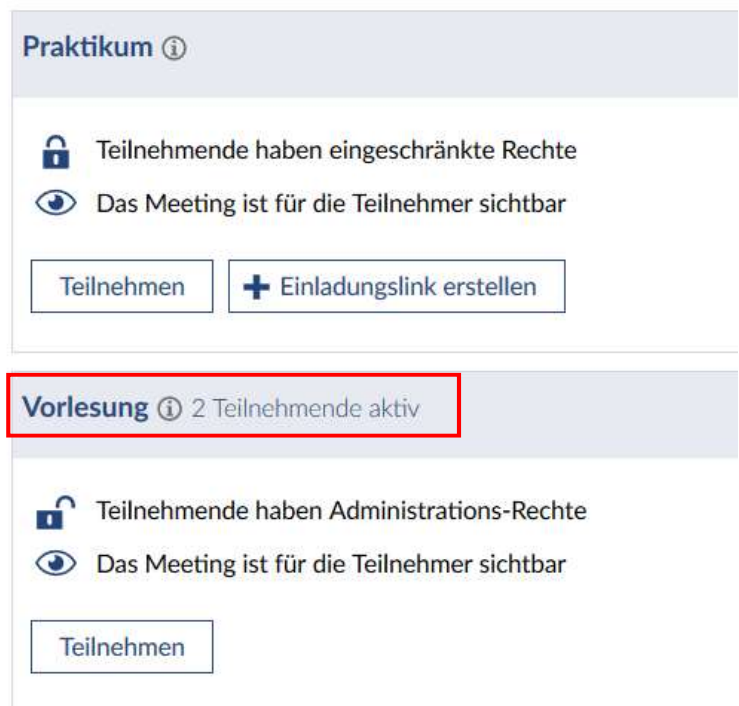 Praktikum
Teilnehmende haben eingeschränkte Rechte
Das Meeting ist für die Teilnehmer sichtbar
Teilnehmen + Einladungslink erstellen
Vorlesung 2 Teilnehmende aktiv
Teilnehmende haben Administrations-Rechte
Das Meeting ist für die Teilnehmer sichtbar
Teilnehmen